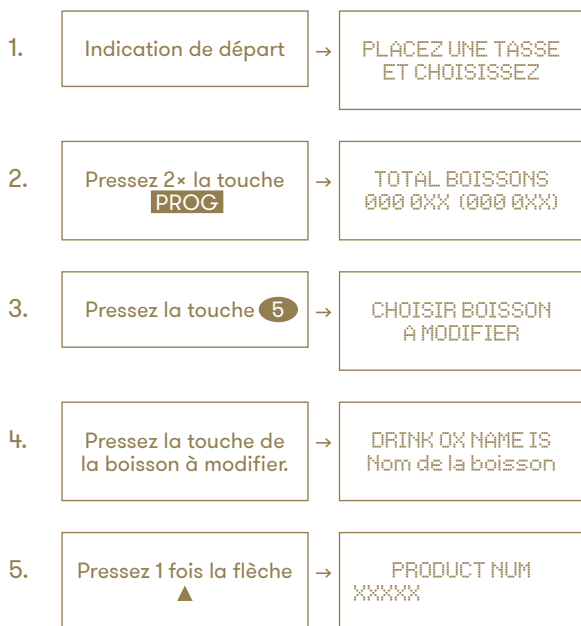 1.
Indication de départ
→
PLACEZ UNE TASSE
ET CHOISISSEZ
2.
Pressez 2× la touche
PROG
→
TOTAL BOISSONS
000 0XX (000 0XX)
3.
Pressez la touche 5
→
CHOISIR BOISSON
A MODIFIER
4.
Pressez la touche de
la boisson à modifier.
→
DRINK OX NAME IS
Nom de la boisson
5.
Pressez 1 fois la flèche
▲
→
PRODUCT NUM
XXXXX